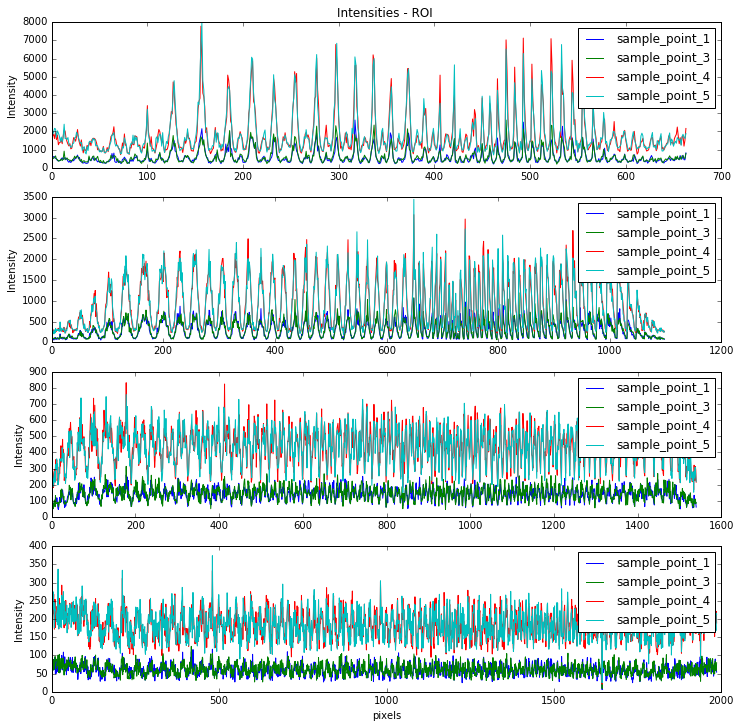 Intensities - ROI
8000
7000
6000
5000
4000
3000
2000
1000
0
Intensity
sample_point_1
sample_point_3
sample_point_4
sample_point_5
0 100 200 300 400 500 600 700
3500
3000
2500
2000
1500
1000
500
0
Intensity
sample_point_1
sample_point_3
sample_point_4
sample_point_5
0 200 400 600 800 1000 1200
900
800
700
600
500
400
300
200
100
0
Intensity
sample_point_1
sample_point_3
sample_point_4
sample_point_5
0 200 400 600 800 1000 1200 1400 1600
400
350
300
250
200
150
100
50
0
Intensity
sample_point_1
sample_point_3
sample_point_4
sample_point_5
0 500 1000 1500 2000
pixels